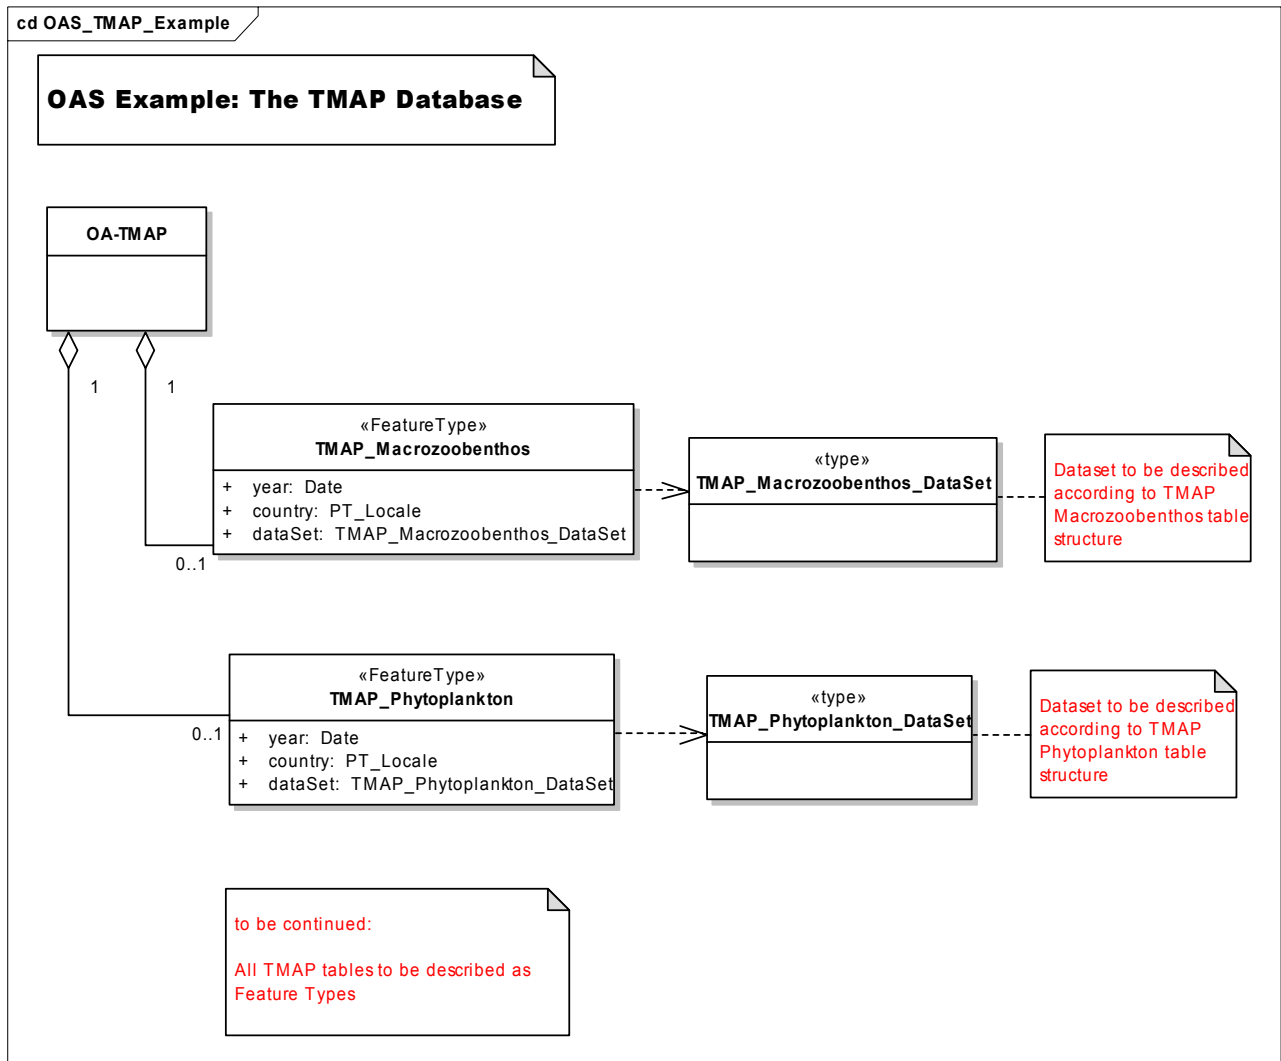 cd OAS_TMAP_Example
OAS Example: The TMAP Database
OA-TMAP
1
1
«FeatureType»
TMAP_Macrozoobenthos
+ year: Date
+ country: PT_Locale
+ dataSet: TMAP_Macrozoobenthos_DataSet
0..1
«type»
TMAP_Macrozoobenthos_DataSet
Dataset to be described
according to TMAP
Macrozoobenthos table
structure
«FeatureType»
TMAP_Phytoplankton
+ year: Date
+ country: PT_Locale
+ dataSet: TMAP_Phytoplankton_DataSet
0..1
«type»
TMAP_Phytoplankton_DataSet
Dataset to be described
according to TMAP
Phytoplankton table
structure
to be continued:
All TMAP tables to be described as
Feature Types